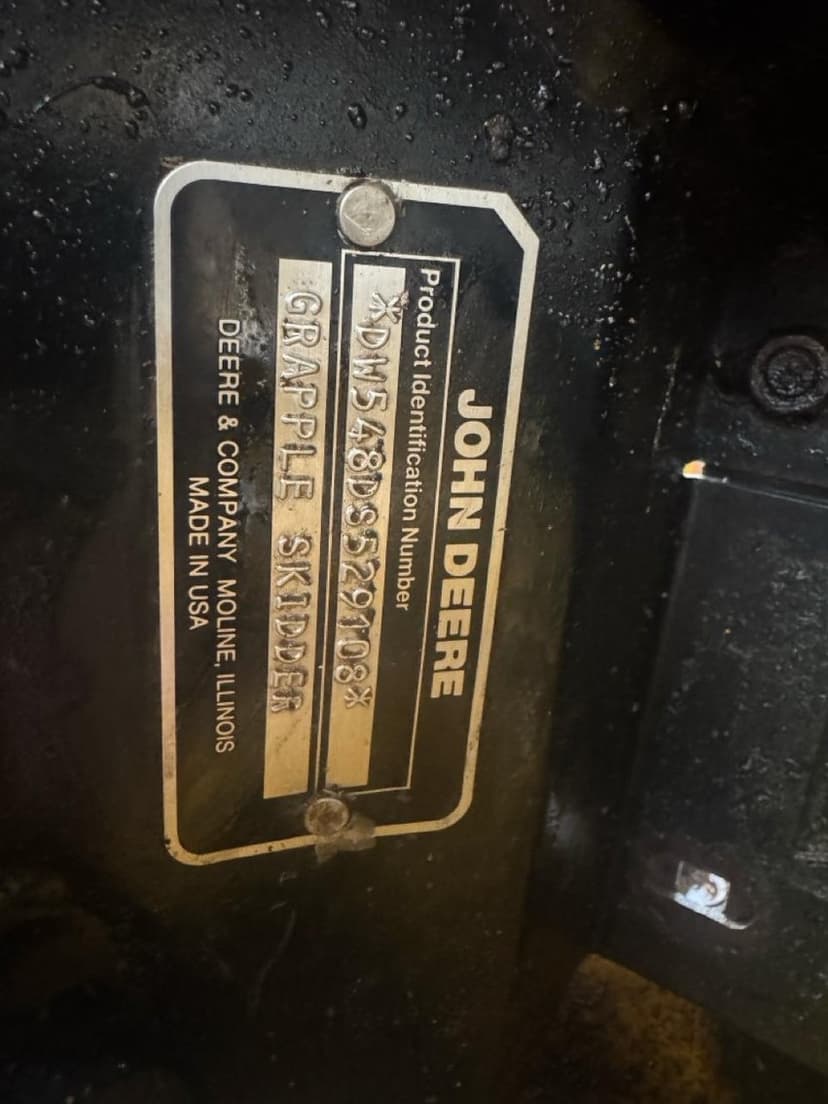 JOHN DEERE
Product Identification Number
*DW548DS529108*
GRAPPLE SKIDDER
DEERE & COMPANY MOLINE, ILLINOIS
MADE IN USA